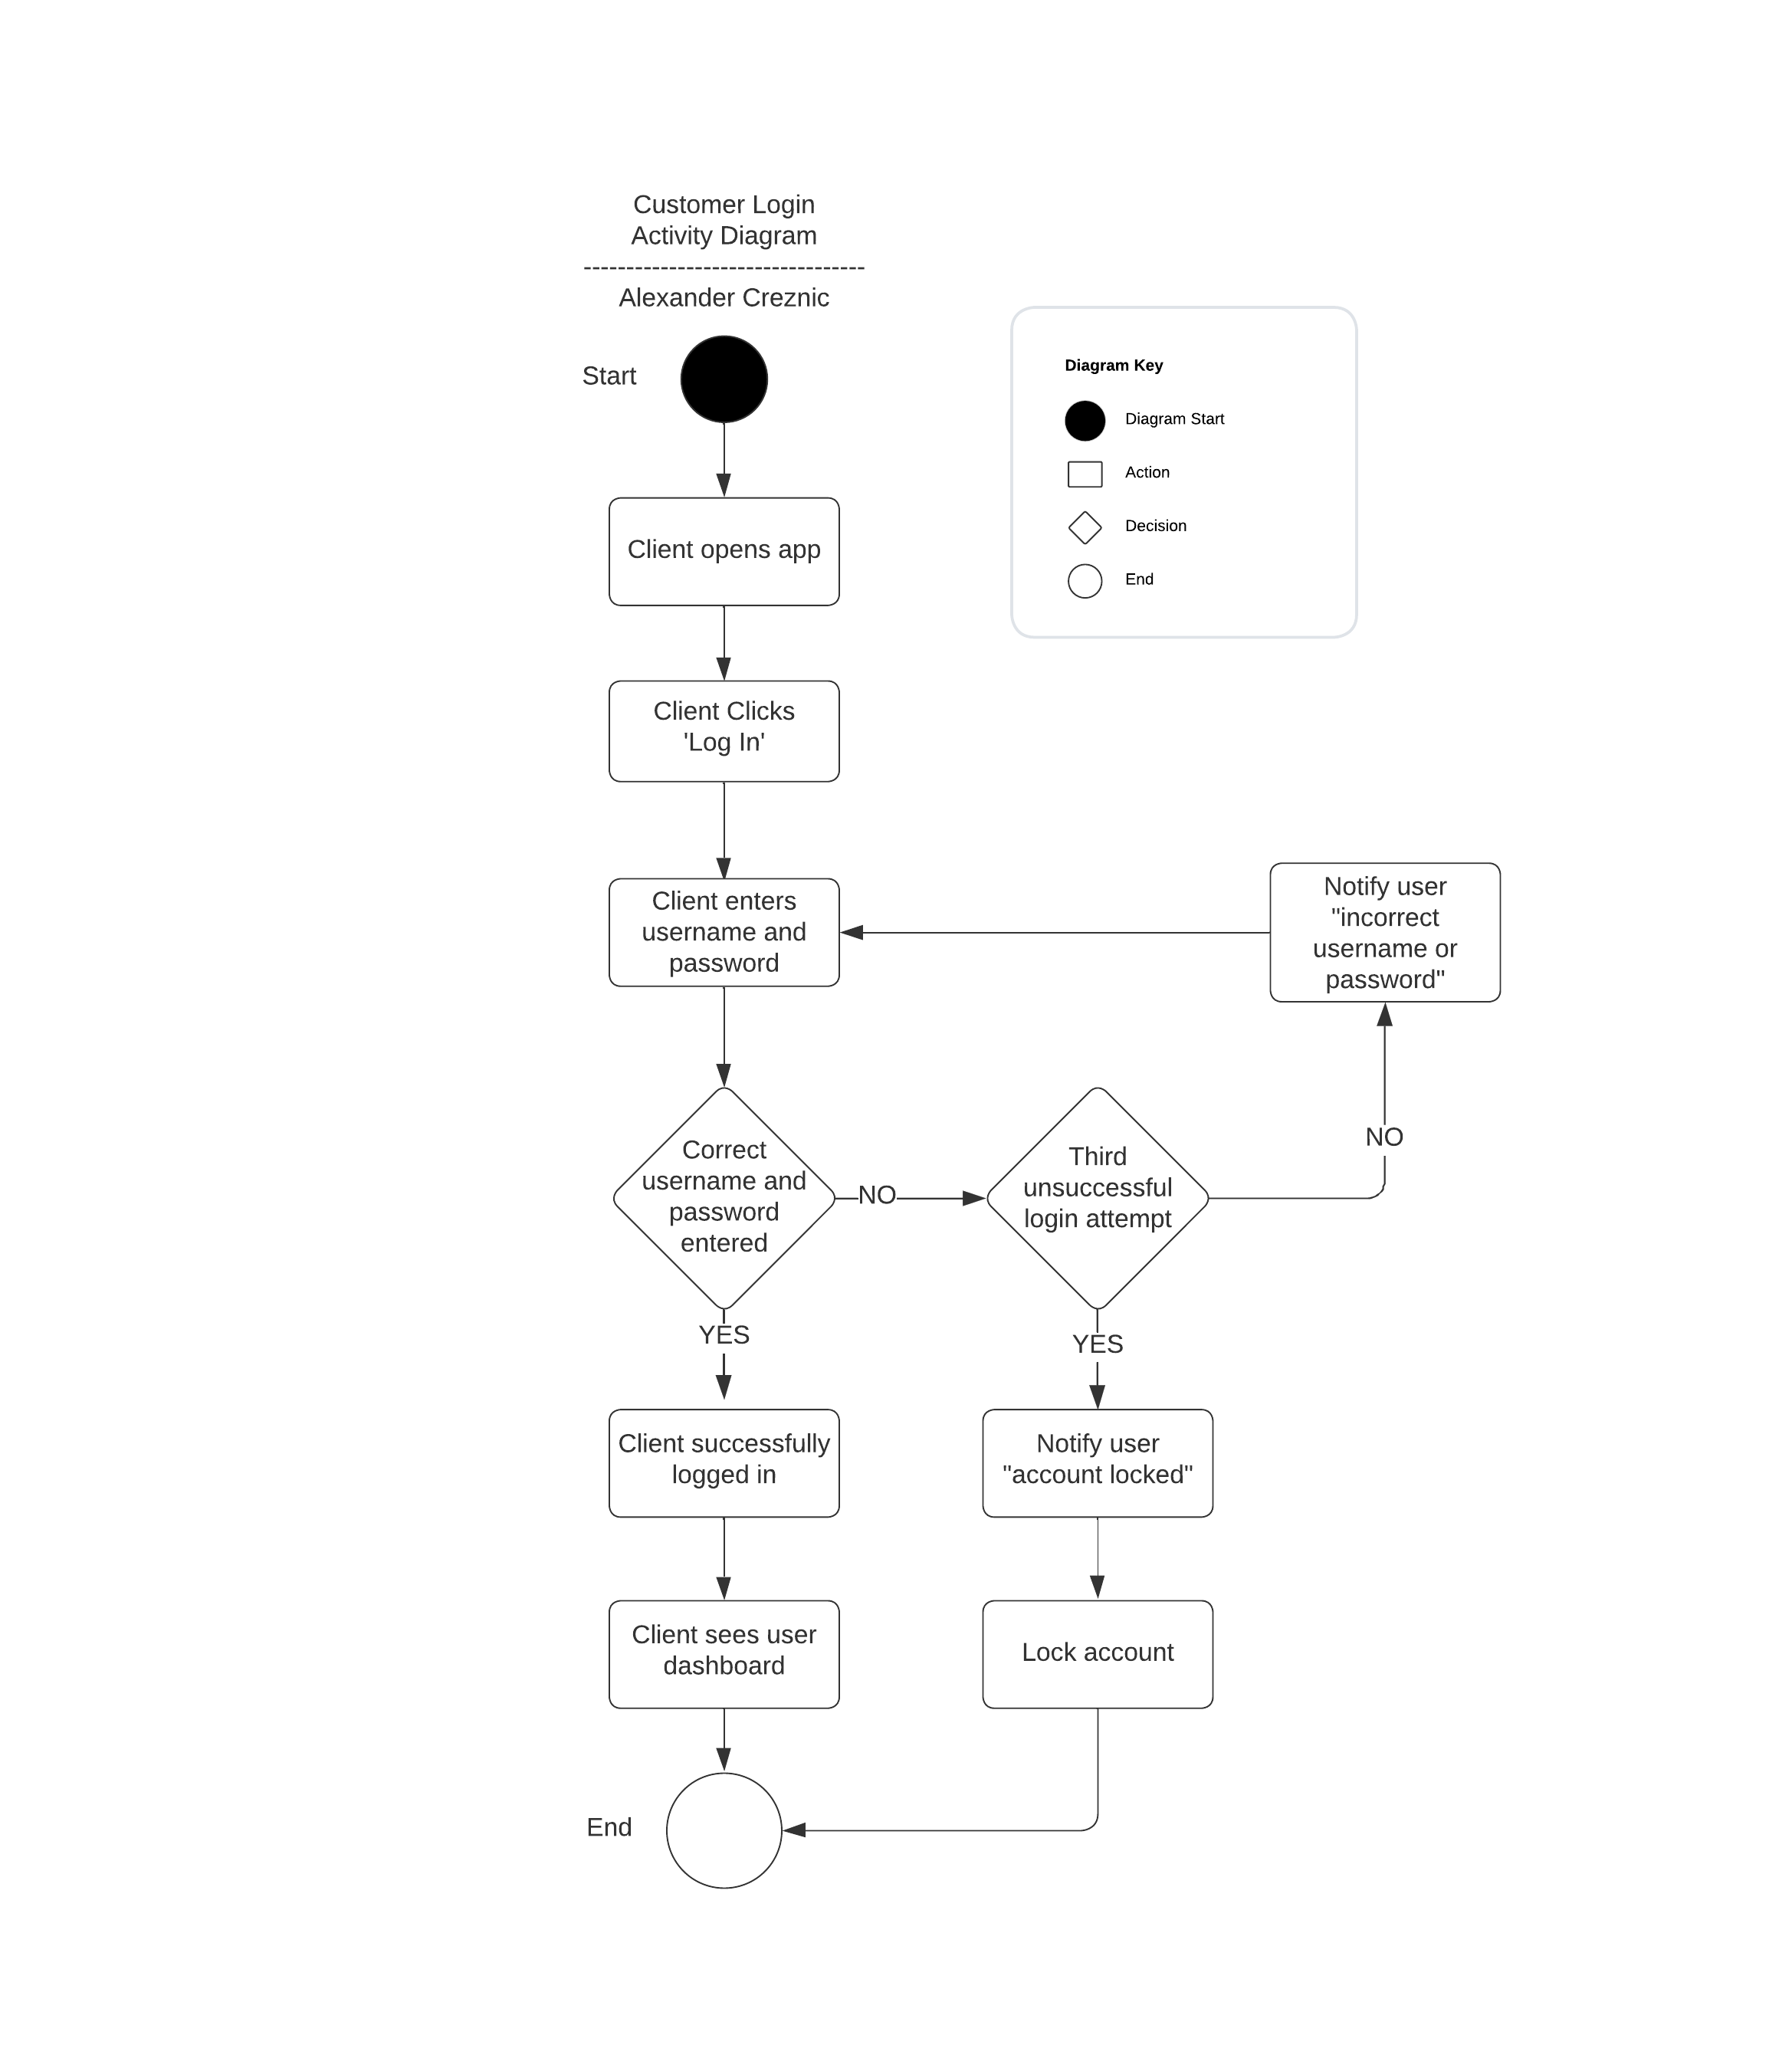 Customer Login
Activity Diagram
Alexander Creznic
Start
Diagram Key
Diagram Start
Action
Decision
End
Client opens app
Client Clicks
'Log In'
Client enters
username and
password
Notify user
"incorrect
username or
password"
Correct
username and
password
entered
NO
Third
unsuccessful
login attempt
NO
YES
YES
Client successfully
logged in
Notify user
"account locked"
Client sees user
dashboard
Lock account
End